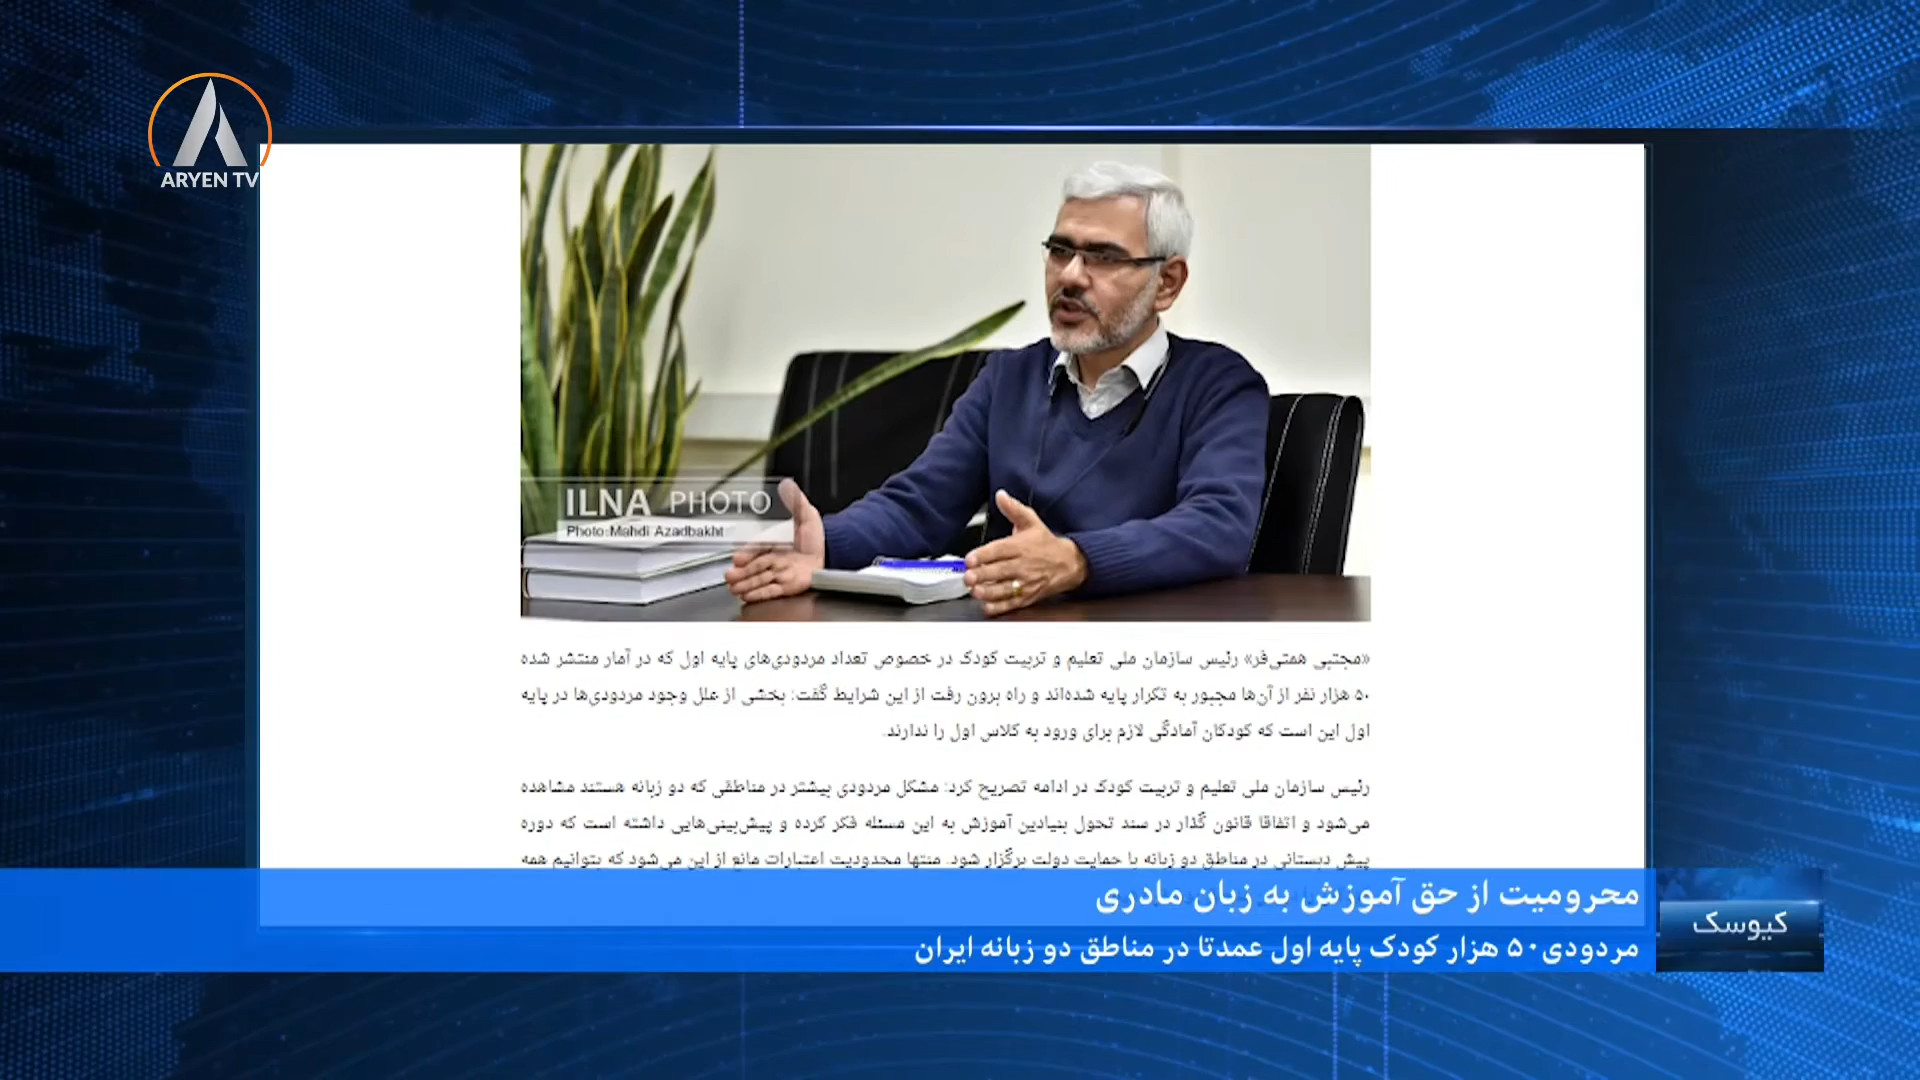 ARYEN TV
ILNA PHOTO
Photo:Mahdi Azadbakht
«مجتبی همتی‌فر» رئیس سازمان ملی تعلیم و تربیت کودک در خصوص تعداد مردودی‌های پایه اول که در آمار منتشر شده
۵۰ هزار نفر از آن‌ها مجبور به تکرار پایه شده‌اند و راه برون رفت از این شرایط گفت: بخشی از علل وجود مردودی‌ها در پایه
اول این است که کودکان آمادگی لازم برای ورود به کلاس اول را ندارند.
رئیس سازمان ملی تعلیم و تربیت کودک در ادامه تصریح کرد: مشکل مردودی بیشتر در مناطقی که دو زبانه هستند مشاهده
می‌شود و اتفاقا قانون گذار در سند تحول بنیادین آموزش به این مسئله فکر کرده و پیش‌بینی‌هایی داشته است که دوره
پیش دبستانی در مناطق دو زبانه با حمایت دولت برگزار شود. منتها محدودیت اعتبارات مانع از این می‌شود که بتوانیم همه
محرومیت از حق آموزش به زبان مادری
مردودی۵۰ هزار کودک پایه اول عمدتا در مناطق دو زبانه ایران
کیوسک